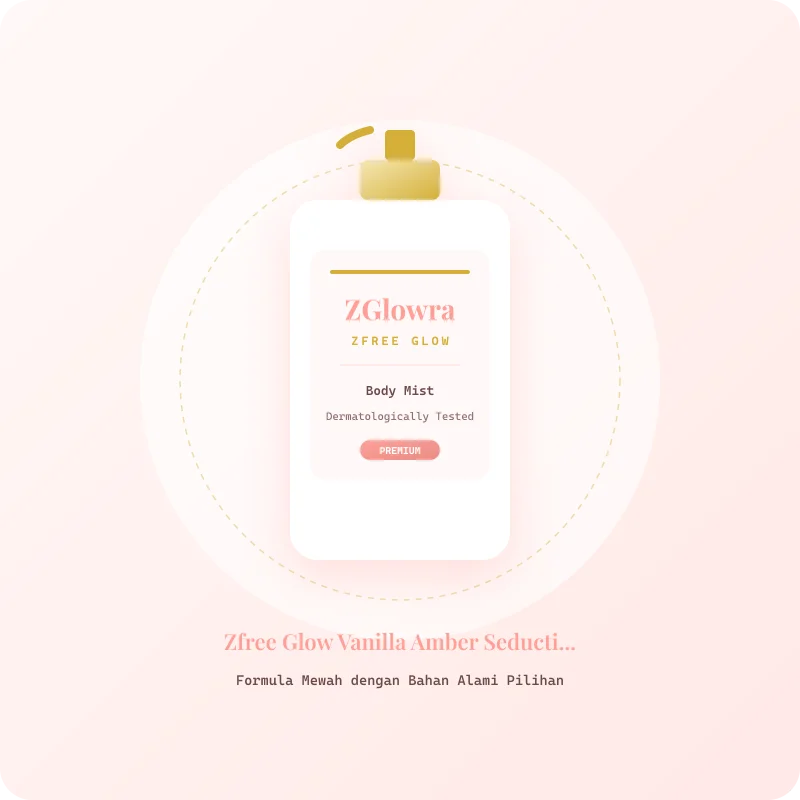 ZGlowra
ZFREE GLOW
Body Mist
Dermatologically Tested
PREMIUM
Zfree Glow Vanilla Amber Seducti...
Formula Mewah dengan Bahan Alami Pilihan